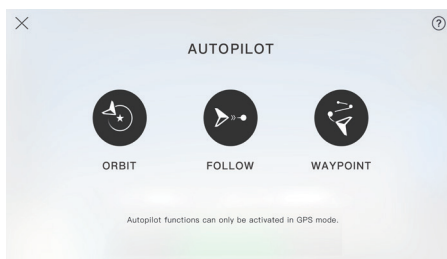 AUTOPILOT
ORBIT FOLLOW WAYPOINT
Autopilot functions can only be activated in GPS mode.